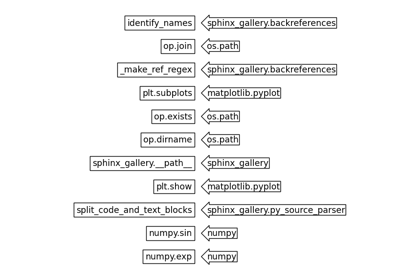 identify_names sphinx_gallery.backreferences
op.join os.path
_make_ref_regex sphinx_gallery.backreferences
plt.subplots matplotlib.pyplot
op.exists os.path
op.dirname os.path
sphinx_gallery.__path__ sphinx_gallery
plt.show matplotlib.pyplot
split_code_and_text_blocks sphinx_gallery.py_source_parser
numpy.sin numpy
numpy.exp numpy